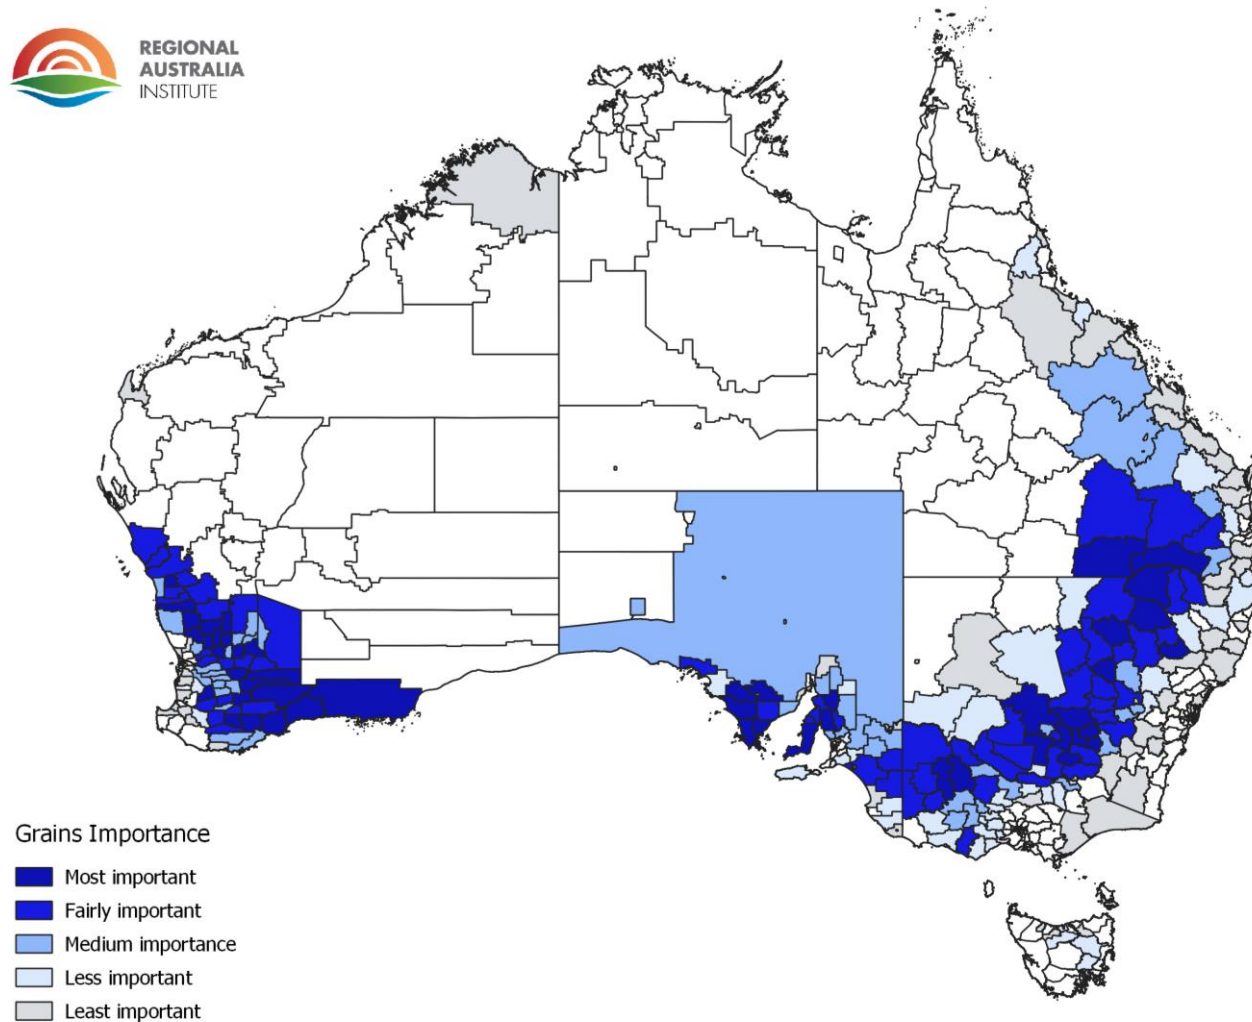 REGIONAL
AUSTRALIA
INSTITUTE
Grains Importance
Most important
Fairly important
Medium importance
Less important
Least important